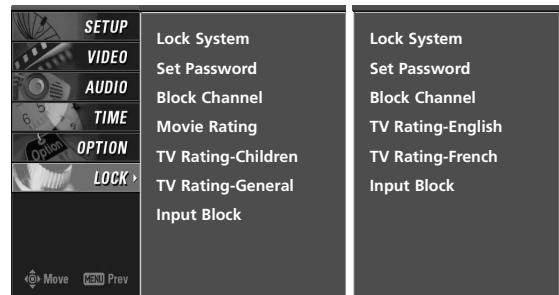 SETUP
VIDEO
AUDIO
TIME
OPTION
LOCK
Move MENU Prev
Lock System
Set Password
Block Channel
Movie Rating
TV Rating-Children
TV Rating-General
Input Block
Lock System
Set Password
Block Channel
TV Rating-English
TV Rating-French
Input Block